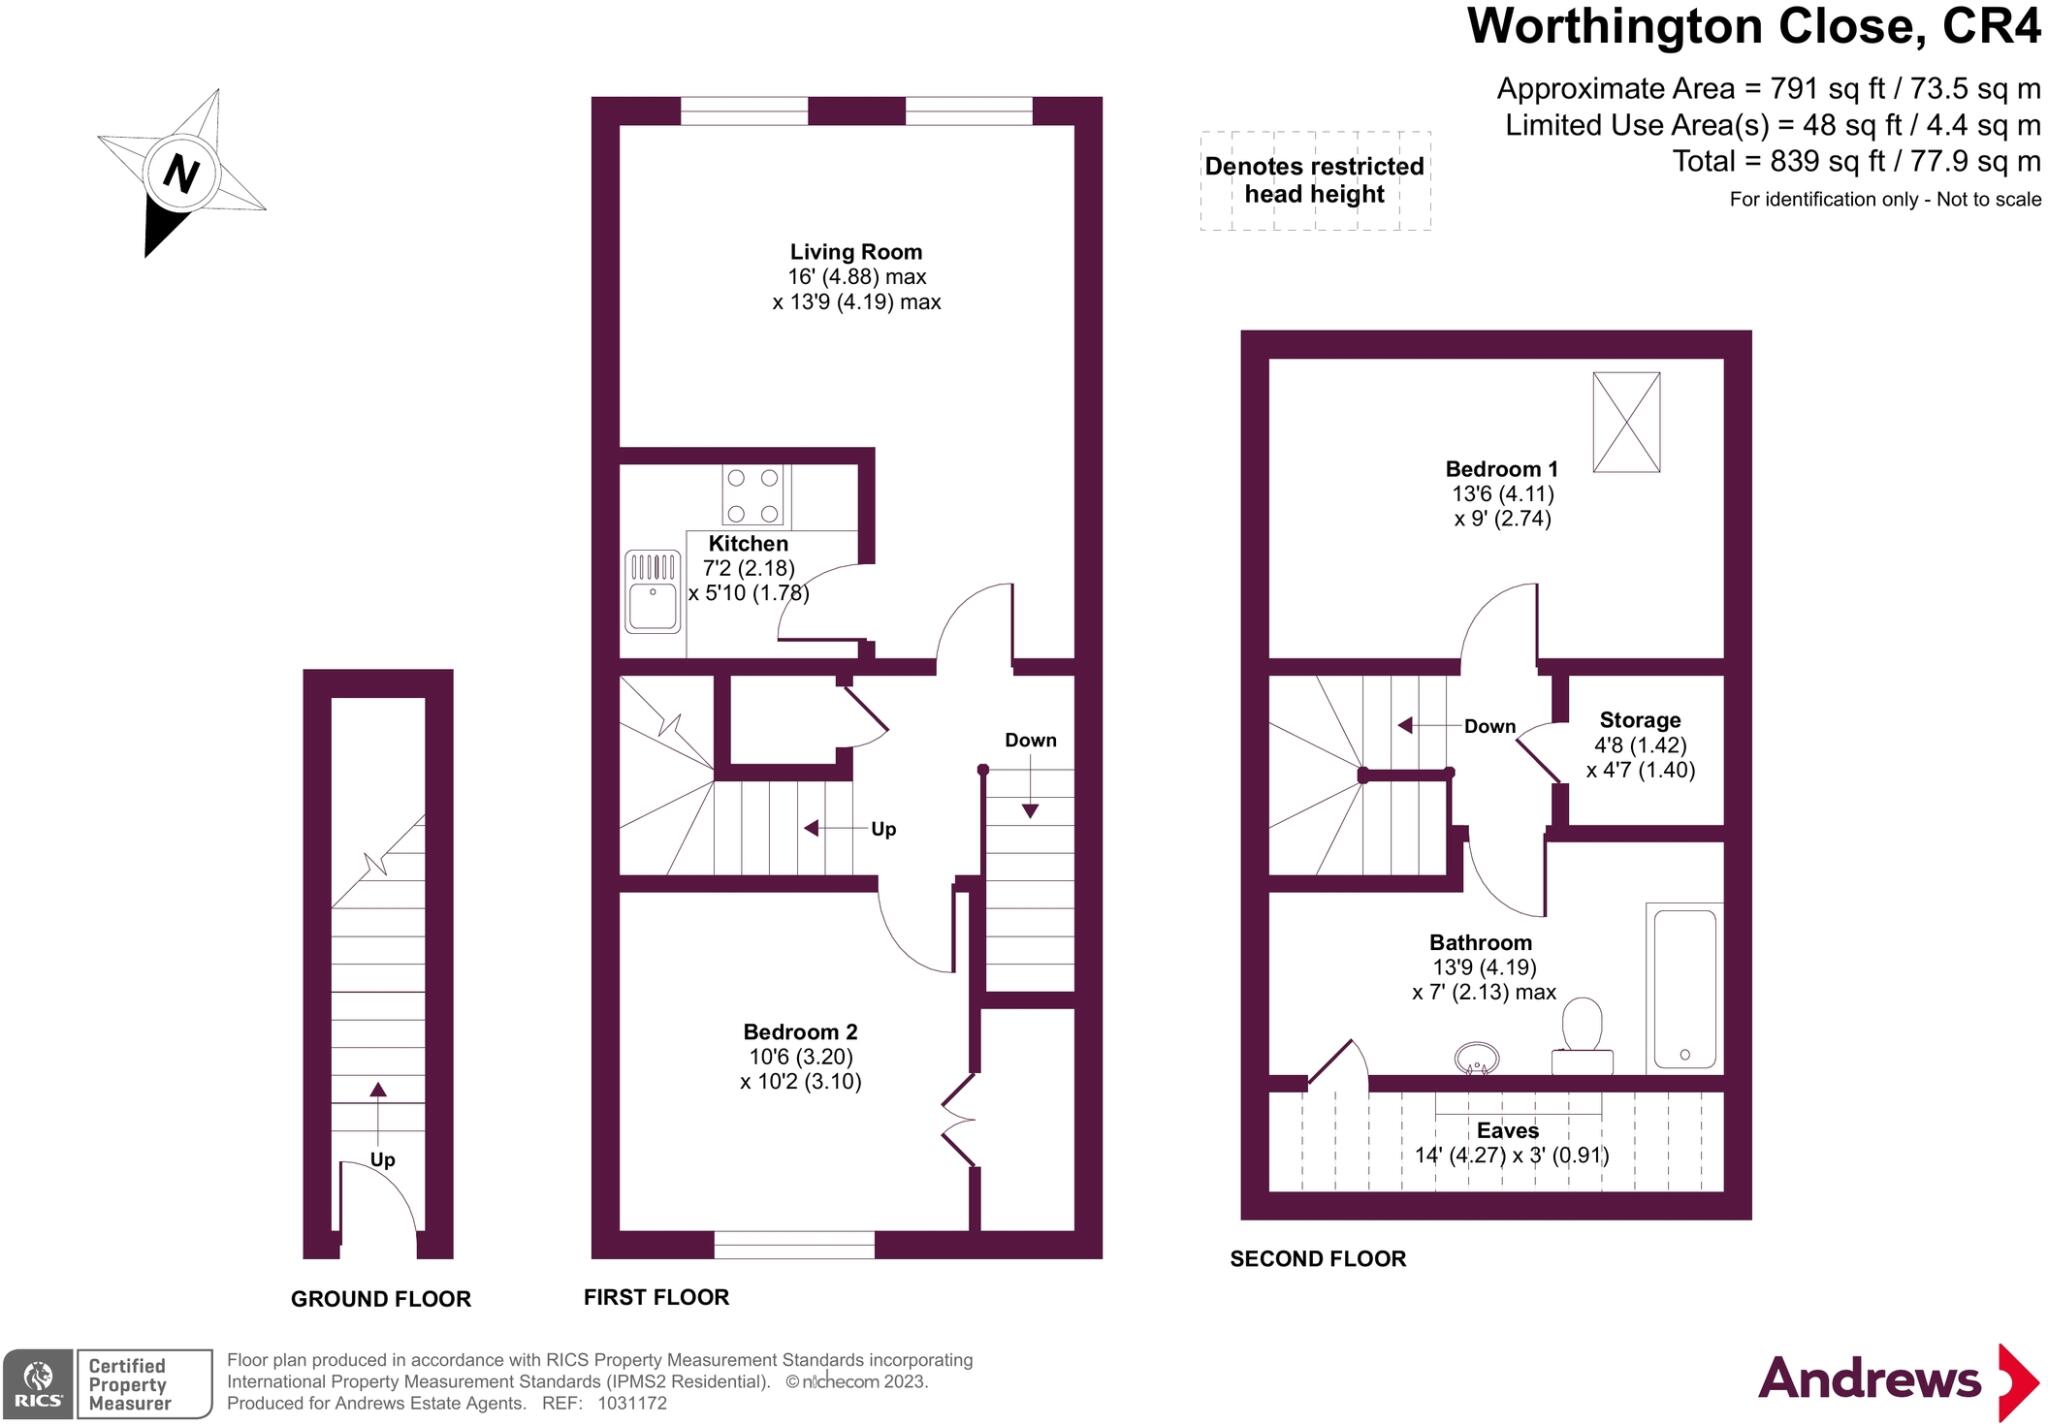 Worthington Close, CR4
Approximate Area = 791 sq ft / 73.5 sq m
Limited Use Area(s) = 48 sq ft / 4.4 sq m
Total = 839 sq ft / 77.9 sq m
For identification only - Not to scale
N
Denotes restricted
head height
Living Room
16' (4.88) max
x 13'9 (4.19) max
Kitchen
7'2 (2.18)
x 5'10 (1.78)
Down
Up
Bedroom 2
10'6 (3.20)
x 10'2 (3.10)
Up
Bedroom 1
13'6 (4.11)
x 9' (2.74)
Down
Storage
4'8 (1.42)
x 4'7 (1.40)
Bathroom
13'9 (4.19)
x 7' (2.13) max
Eaves
14' (4.27) x 3' (0.91)
GROUND FLOOR
FIRST FLOOR
SECOND FLOOR
RICS
Certified
Property
Measurer
Floor plan produced in accordance with RICS Property Measurement Standards incorporating
International Property Measurement Standards (IPMS2 Residential). © nichecom 2023.
Produced for Andrews Estate Agents. REF: 1031172
Andrews